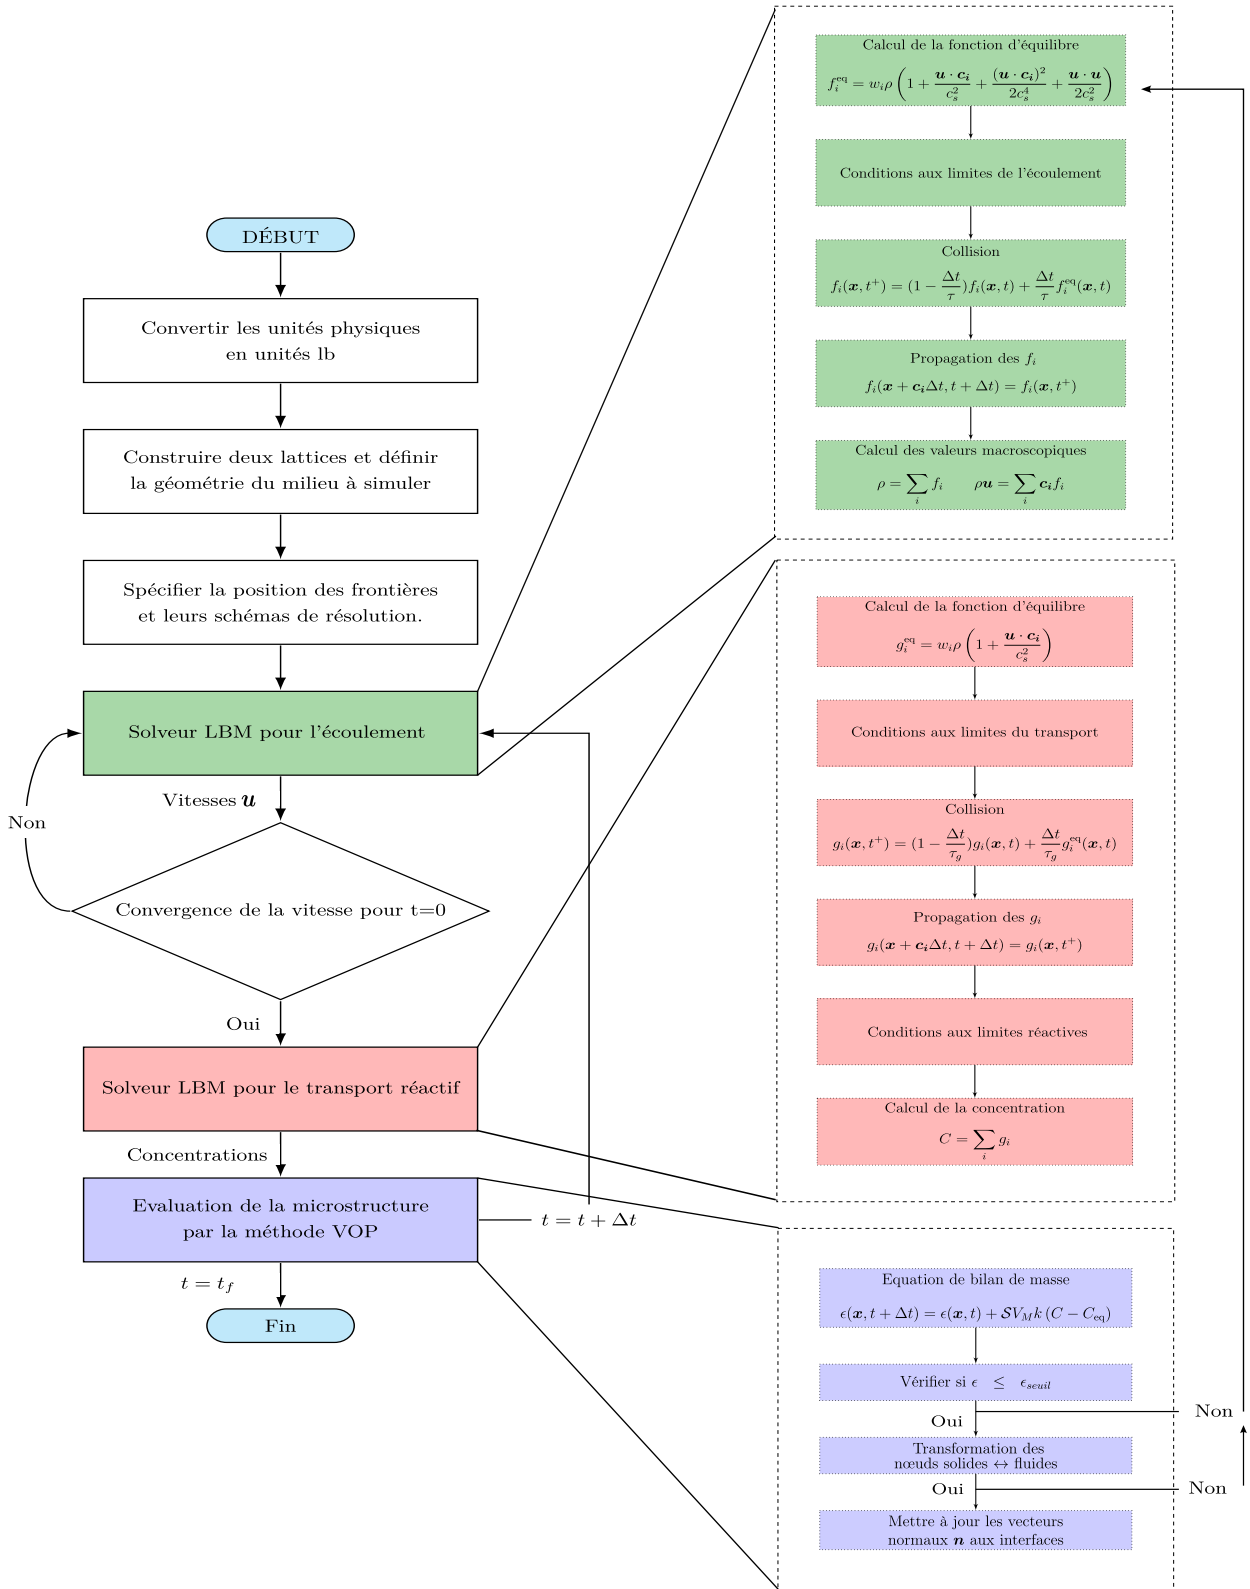 DÉBUT
Convertir les unités physiques
en unités lb
Construire deux lattices et définir
la géométrie du milieu à simuler
Spécifier la position des frontières
et leurs schémas de résolution.
Solveur LBM pour l'écoulement
Vitesses u
Non
Convergence de la vitesse pour t=0
Oui
Solveur LBM pour le transport réactif
Concentrations
Evaluation de la microstructure
par la méthode VOP
t = t + Δt
t = t_f
Fin
Calcul de la fonction d'équilibre
f_i^eq = w_i ρ ( 1 + (u · c_i)/c_s^2 + (u · c_i)^2/2c_s^4 + (u · u)/2c_s^2 )
Conditions aux limites de l'écoulement
Collision
f_i(x, t^+) = (1 − Δt/τ) f_i(x, t) + Δt/τ f_i^eq(x, t)
Propagation des f_i
f_i(x + c_i Δt, t + Δt) = f_i(x, t^+)
Calcul des valeurs macroscopiques
ρ = ∑_i f_i ρu = ∑_i c_i f_i
Calcul de la fonction d'équilibre
g_i^eq = w_i ρ ( 1 + (u · c_i)/c_s^2 )
Conditions aux limites du transport
Collision
g_i(x, t^+) = (1 − Δt/τ_g) g_i(x, t) + Δt/τ_g g_i^eq(x, t)
Propagation des g_i
g_i(x + c_i Δt, t + Δt) = g_i(x, t^+)
Conditions aux limites réactives
Calcul de la concentration
C = ∑_i g_i
Equation de bilan de masse
ϵ(x, t + Δt) = ϵ(x, t) + 𝒮V_M k (C − C_eq)
Vérifier si ϵ ≤ ϵ_seuil
Oui
Non
Transformation des
nœuds solides ↔ fluides
Oui
Non
Mettre à jour les vecteurs
normaux n aux interfaces